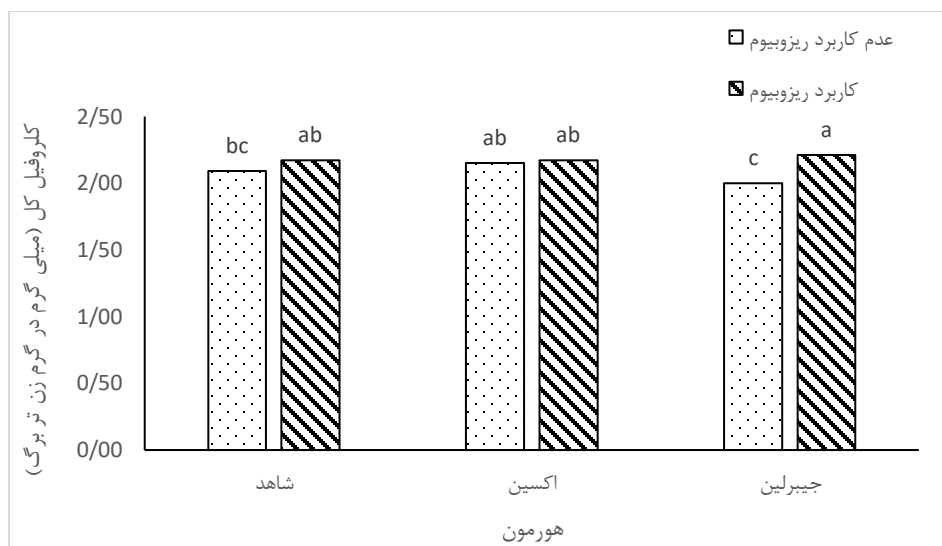 عدم کاربرد ریزوبیوم
کاربرد ریزوبیوم
کلروفیل کل (میلی گرم در گرم زن تر برگ)
2/50
2/00
1/50
1/00
0/50
0/00
bc
ab
ab
ab
c
a
شاهد
اکسین
جیبرلین
هورمون